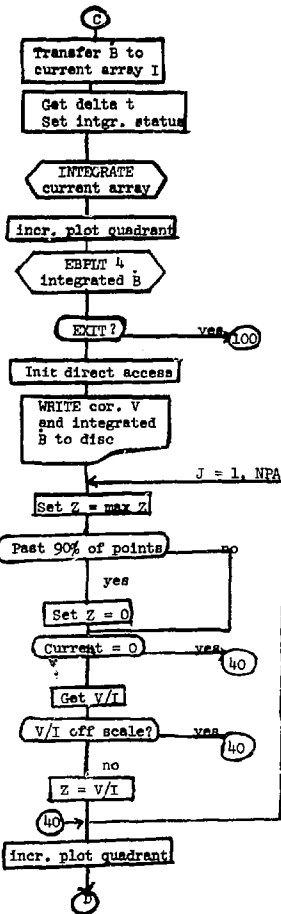 C
Transfer Ḃ to
current array I
Get delta t
Set intgr. status
INTEGRATE
current array
incr. plot quadrant
EBPLT 4
integrated Ḃ
EXIT?
yes
100
Init direct access
WRITE cor. V
and integrated
Ḃ to disc
J = 1, NPA
Set Z = max Z
Past 90% of points
no
yes
Set Z = 0
Current = 0
yes
40
Get V/I
V/I off scale?
yes
40
no
Z = V/I
40
incr. plot quadrant
D